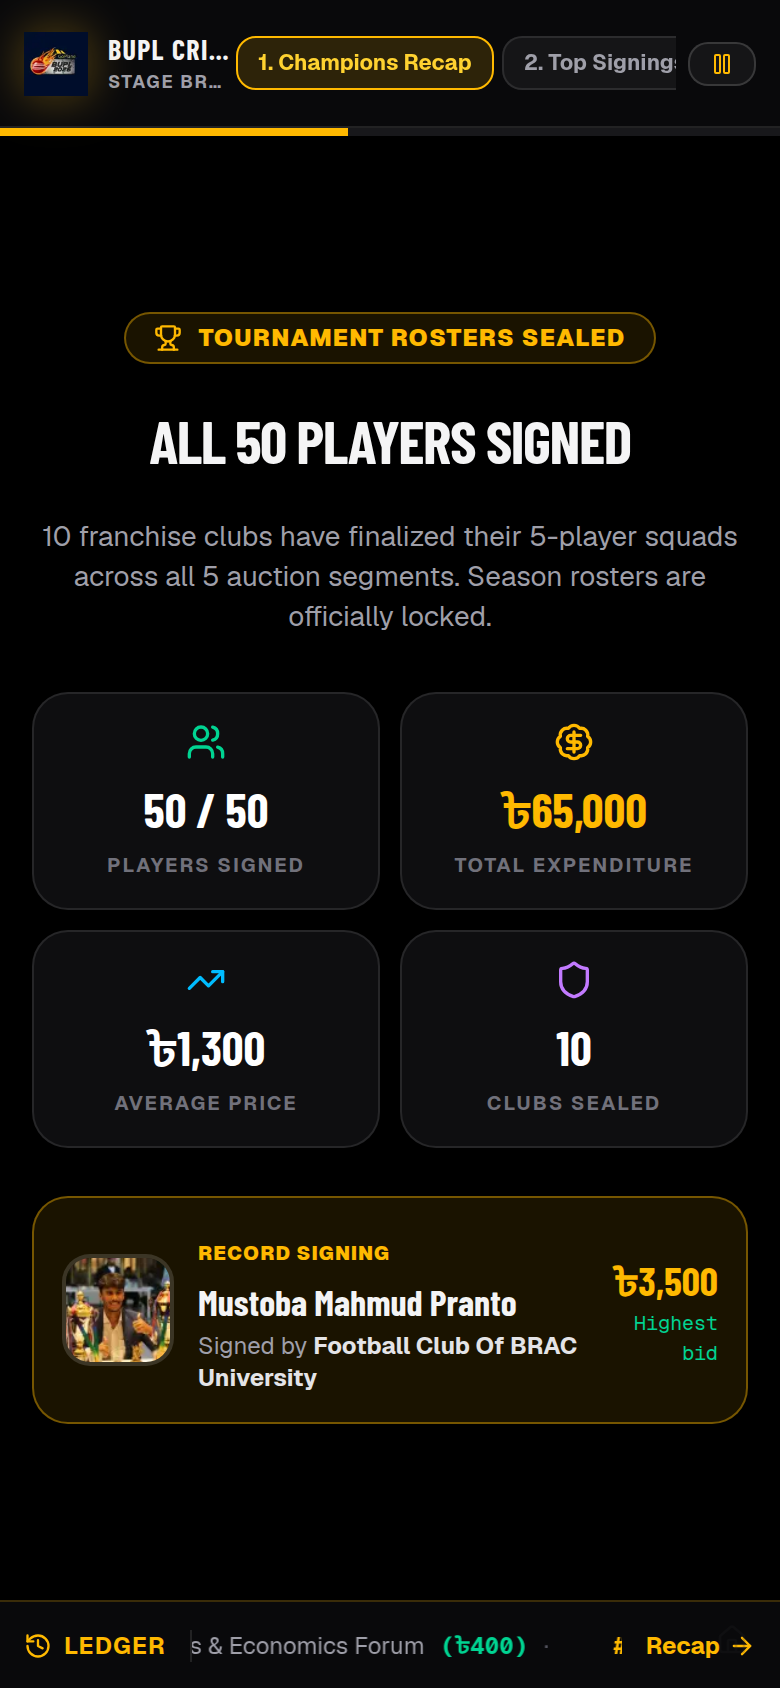 BUPL CRI...
STAGE BR...
1. Champions Recap
2. Top Signings
TOURNAMENT ROSTERS SEALED
ALL 50 PLAYERS SIGNED
10 franchise clubs have finalized their 5-player squads
across all 5 auction segments. Season rosters are
officially locked.
50 / 50
PLAYERS SIGNED
৳65,000
TOTAL EXPENDITURE
৳1,300
AVERAGE PRICE
10
CLUBS SEALED
RECORD SIGNING
Mustoba Mahmud Pranto
Signed by Football Club Of BRAC
University
৳3,500
Highest
bid
LEDGER
s & Economics Forum (৳400) ·
#
Recap →